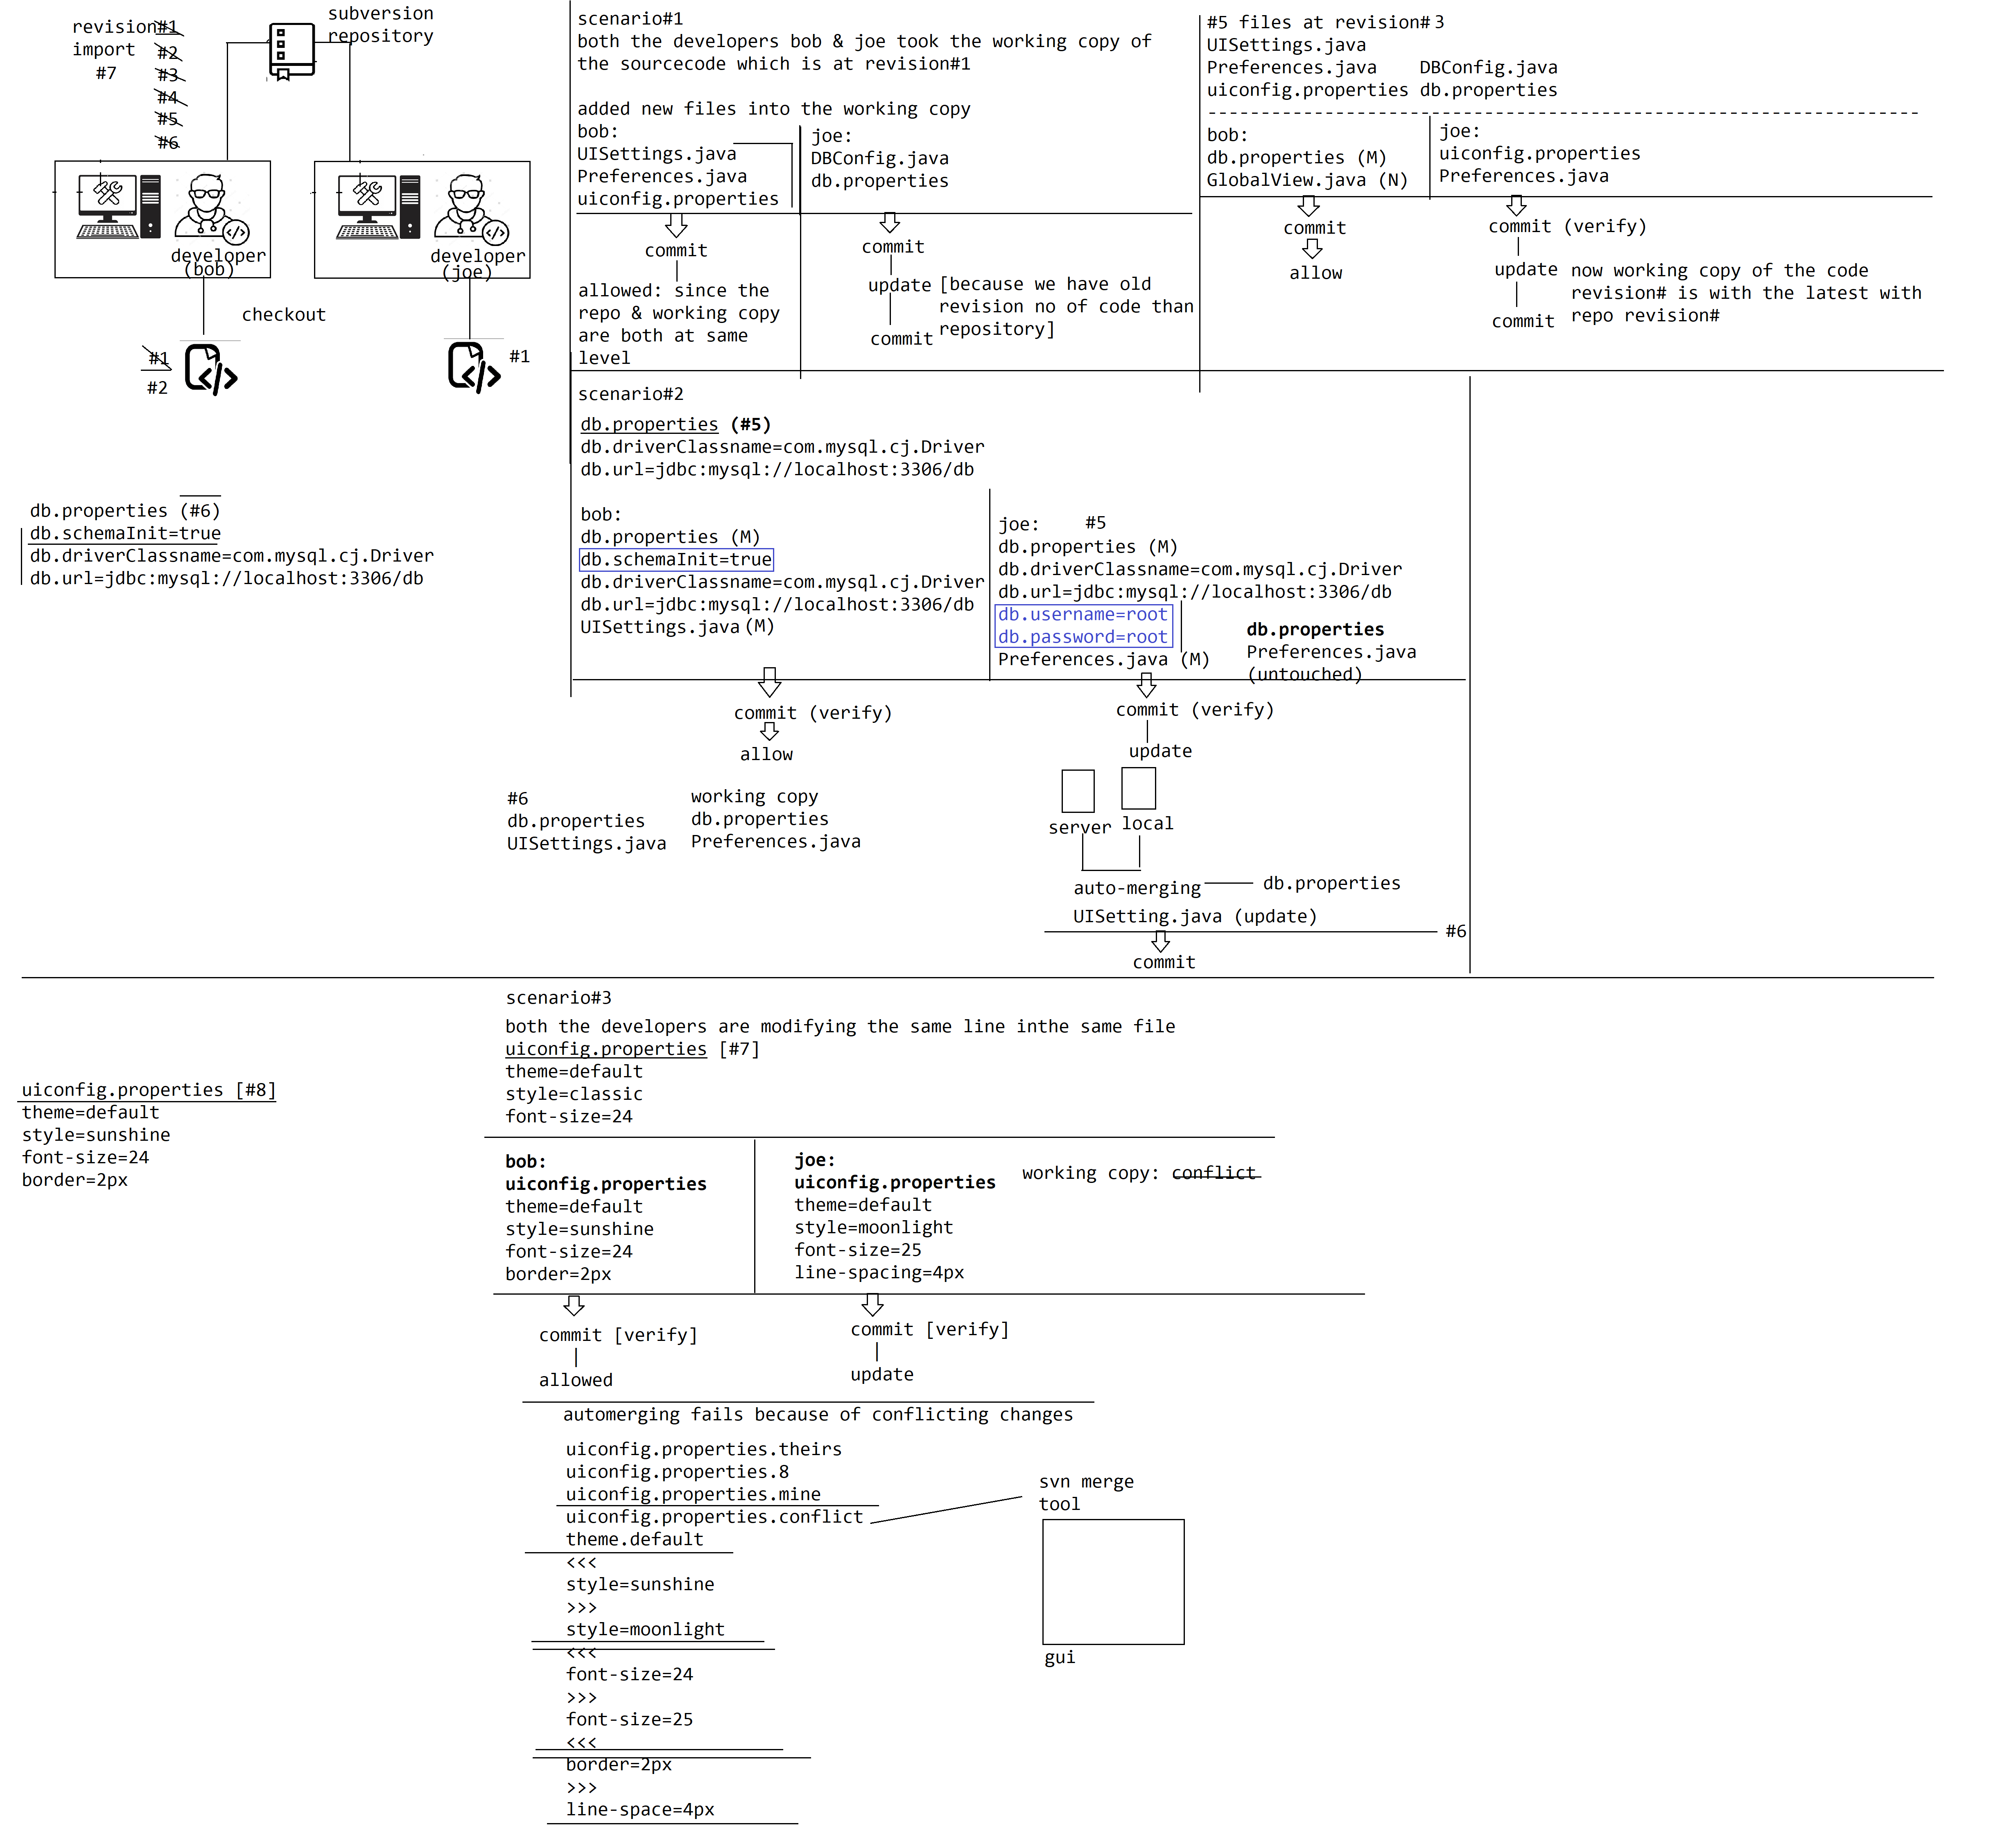 revision#1
import
#7
#2
#3
#4
#5
#6
subversion
repository
developer
(bob)
developer
(joe)
checkout
#1
#2
#1
scenario#1
both the developers bob & joe took the working copy of
the sourcecode which is at revision#1
added new files into the working copy
bob:
UISettings.java
Preferences.java
uiconfig.properties
joe:
DBConfig.java
db.properties
commit
allowed: since the
repo & working copy
are both at same
level
commit
update
commit
[because we have old
revision no of code than
repository]
#5 files at revision#3
UISettings.java
Preferences.java DBConfig.java
uiconfig.properties db.properties
bob:
db.properties (M)
GlobalView.java (N)
joe:
uiconfig.properties
Preferences.java
commit
allow
commit (verify)
update
commit
now working copy of the code
revision# is with the latest with
repo revision#
scenario#2
db.properties (#5)
db.driverClassname=com.mysql.cj.Driver
db.url=jdbc:mysql://localhost:3306/db
db.properties (#6)
db.schemaInit=true
db.driverClassname=com.mysql.cj.Driver
db.url=jdbc:mysql://localhost:3306/db
bob:
db.properties (M)
db.schemaInit=true
db.driverClassname=com.mysql.cj.Driver
db.url=jdbc:mysql://localhost:3306/db
UISettings.java(M)
joe: #5
db.properties (M)
db.driverClassname=com.mysql.cj.Driver
db.url=jdbc:mysql://localhost:3306/db
db.username=root
db.password=root
Preferences.java (M)
db.properties
Preferences.java
(untouched)
commit (verify)
allow
#6
db.properties
UISettings.java
working copy
db.properties
Preferences.java
commit (verify)
update
server local
auto-merging db.properties
UISetting.java (update)
#6
commit
scenario#3
both the developers are modifying the same line inthe same file
uiconfig.properties [#7]
theme=default
style=classic
font-size=24
uiconfig.properties [#8]
theme=default
style=sunshine
font-size=24
border=2px
bob:
uiconfig.properties
theme=default
style=sunshine
font-size=24
border=2px
joe:
uiconfig.properties
theme=default
style=moonlight
font-size=25
line-spacing=4px
working copy: conflict
commit [verify]
allowed
commit [verify]
update
automerging fails because of conflicting changes
uiconfig.properties.theirs
uiconfig.properties.8
uiconfig.properties.mine
uiconfig.properties.conflict
theme.default
<<<
style=sunshine
>>>
style=moonlight
<<<
font-size=24
>>>
font-size=25
<<<
border=2px
>>>
line-space=4px
svn merge
tool
gui